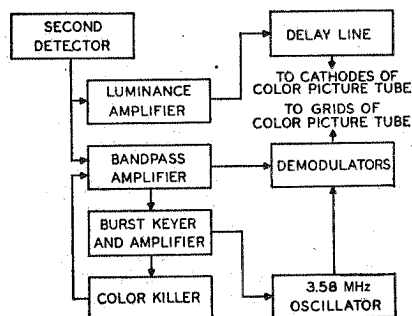 SECOND
DETECTOR
DELAY LINE
TO CATHODES OF
COLOR PICTURE TUBE
LUMINANCE
AMPLIFIER
TO GRIDS OF
COLOR PICTURE TUBE
BANDPASS
AMPLIFIER
DEMODULATORS
BURST KEYER
AND AMPLIFIER
COLOR KILLER
3.58 MHz
OSCILLATOR